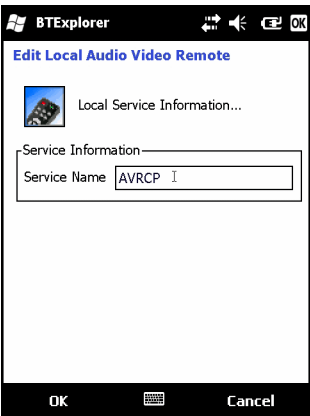 BTExplorer OK
Edit Local Audio Video Remote
Local Service Information...
Service Information
Service Name AVRCP
OK Cancel